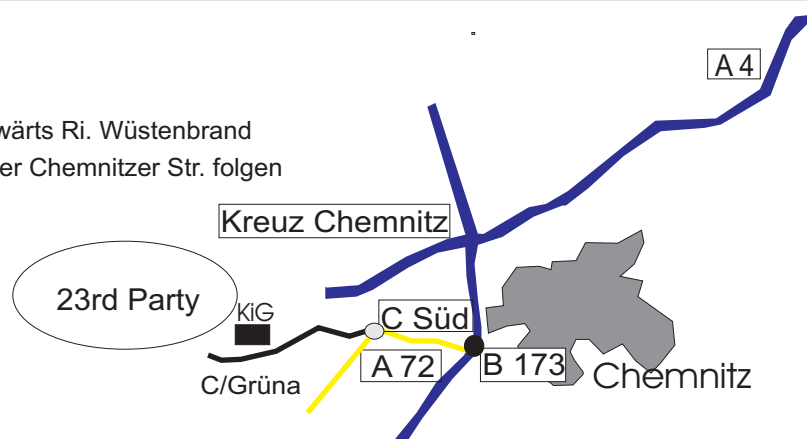 A 4
wärts Ri. Wüstenbrand
er Chemnitzer Str. folgen
Kreuz Chemnitz
23rd Party
KiG
C Süd
C/Grüna
A 72
B 173
Chemnitz